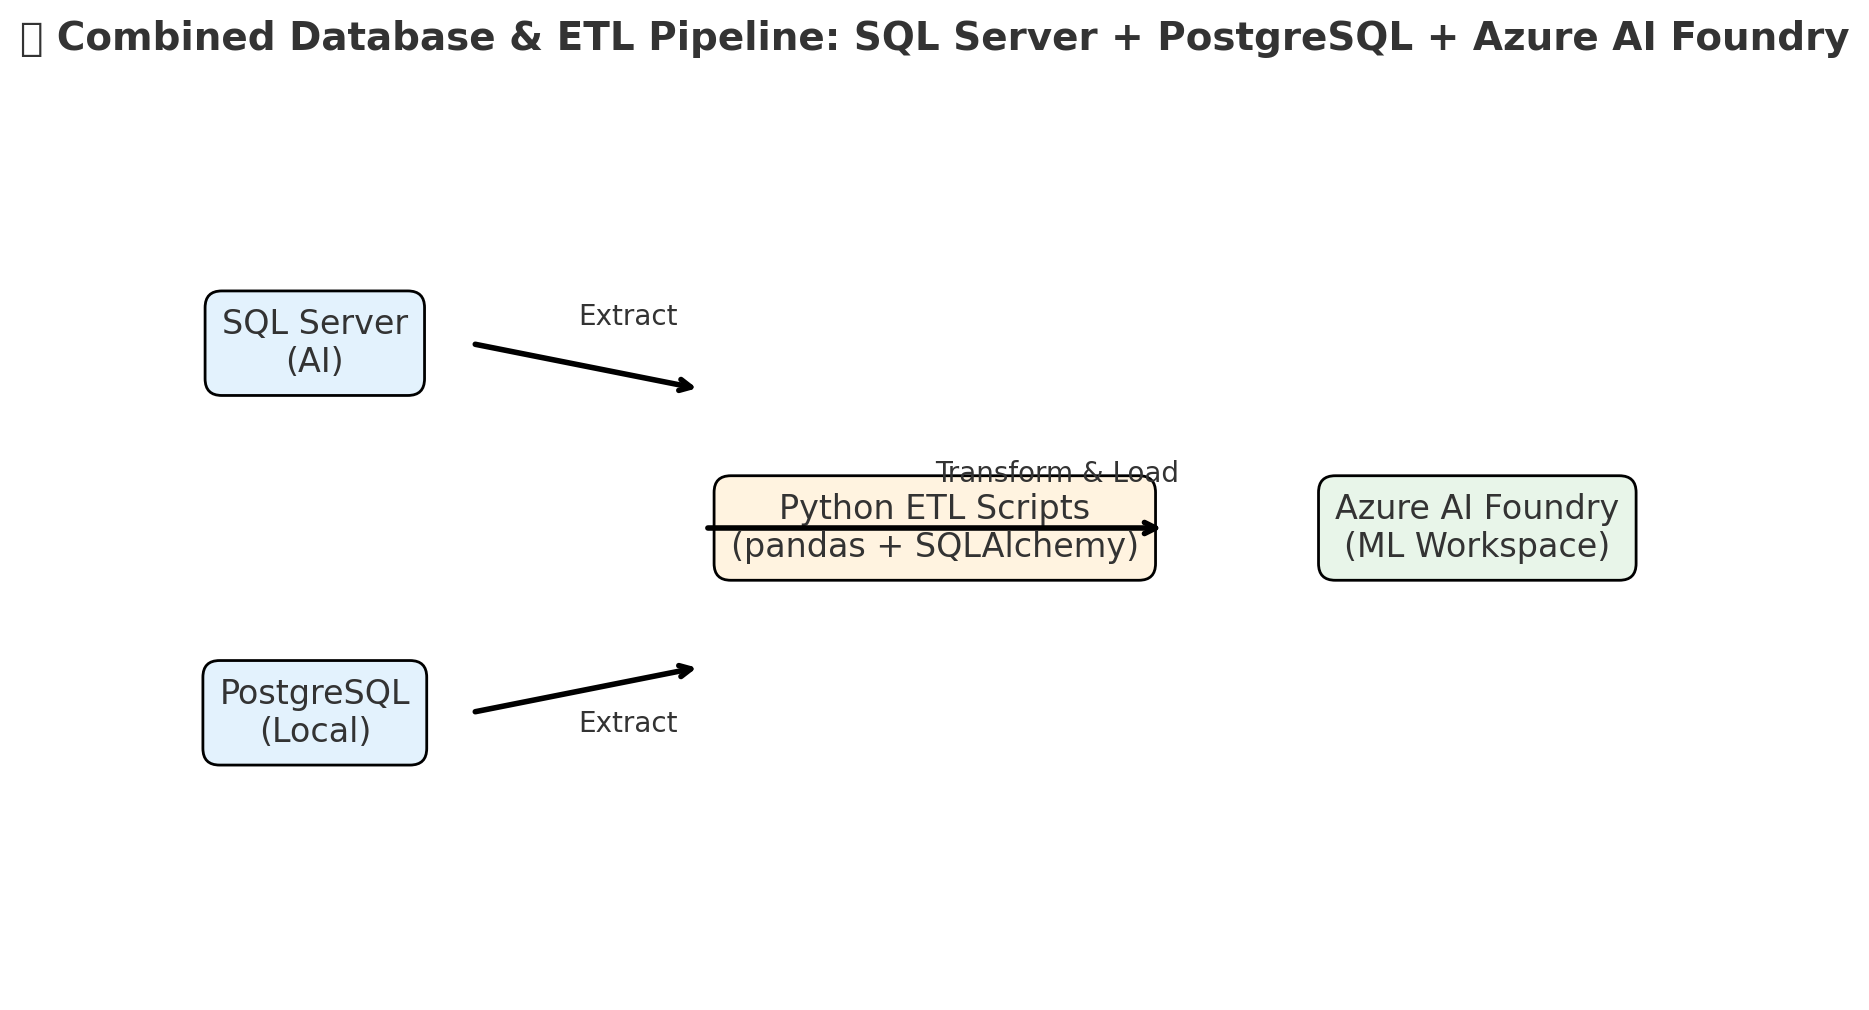 Combined Database & ETL Pipeline: SQL Server + PostgreSQL + Azure AI Foundry
SQL Server
(AI)
Extract
Transform & Load
Python ETL Scripts
(pandas + SQLAlchemy)
Azure AI Foundry
(ML Workspace)
PostgreSQL
(Local)
Extract